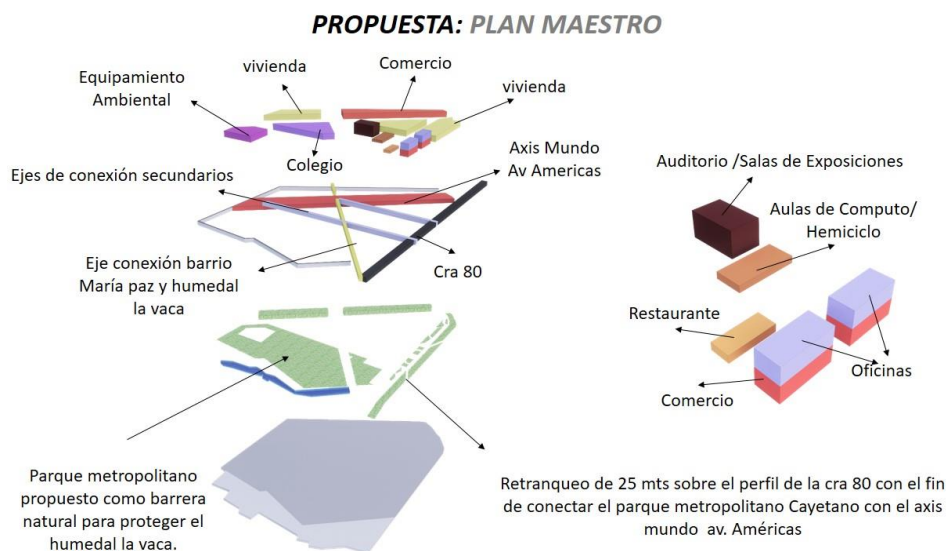 PROPUESTA: PLAN MAESTRO
Equipamiento
Ambiental
vivienda
Comercio
vivienda
Colegio
Ejes de conexión secundarios
Axis Mundo
Av Americas
Eje conexión barrio
María paz y humedal
la vaca
Cra 80
Auditorio /Salas de Exposiciones
Aulas de Computo/
Hemiciclo
Restaurante
Comercio
Oficinas
Parque metropolitano
propuesto como barrera
natural para proteger el
humedal la vaca.
Retranqueo de 25 mts sobre el perfil de la cra 80 con el fin
de conectar el parque metropolitano Cayetano con el axis
mundo av. Américas